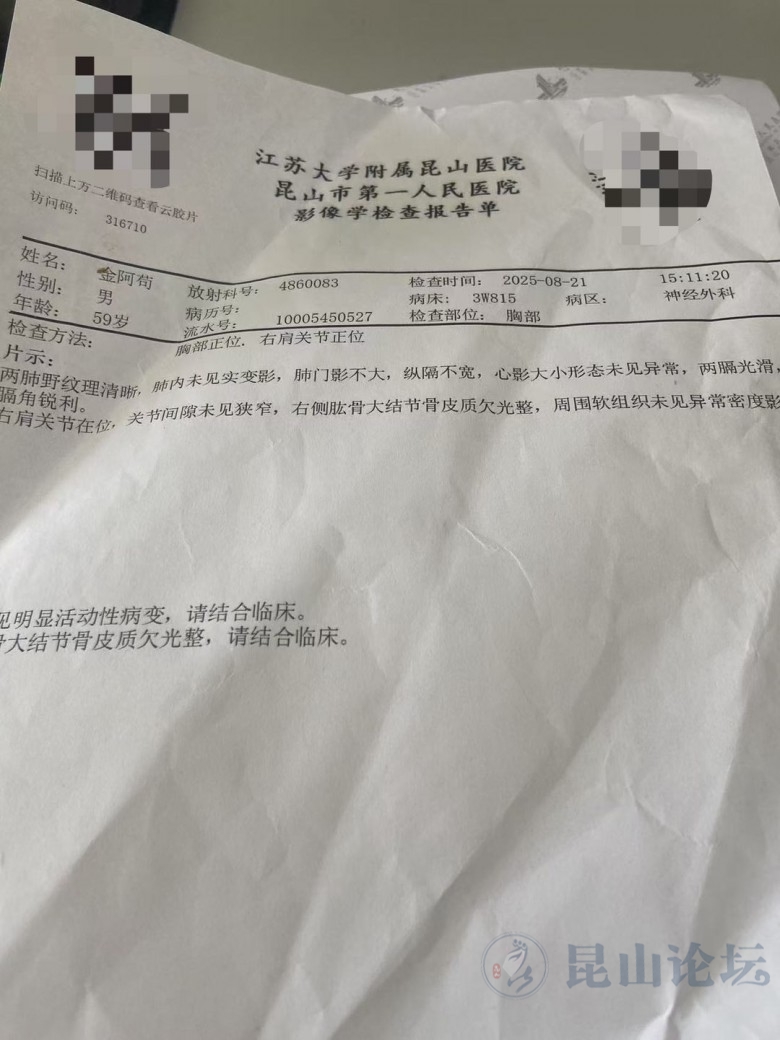 江苏大学附属昆山医院
昆山市第一人民医院
影像学检查报告单
扫描上方二维码查看云胶片
访问码: 316710
姓名: 金阿苟 放射科号: 4860083 检查时间: 2025-08-21 15:11:20
性别: 男 病历号: 病床: 3W815 病区: 神经外科
年龄: 59岁 流水号: 10005450527 检查部位: 胸部
检查方法: 胸部正位, 右肩关节正位
片示:
两肺野纹理清晰, 肺内未见实变影, 肺门影不大, 纵隔不宽, 心影大小形态未见异常, 两膈光滑,
膈角锐利。
右肩关节在位, 关节间隙未见狭窄, 右侧肱骨大结节骨皮质欠光整, 周围软组织未见异常密度影
见明显活动性病变, 请结合临床。
骨大结节骨皮质欠光整, 请结合临床。
昆山论坛